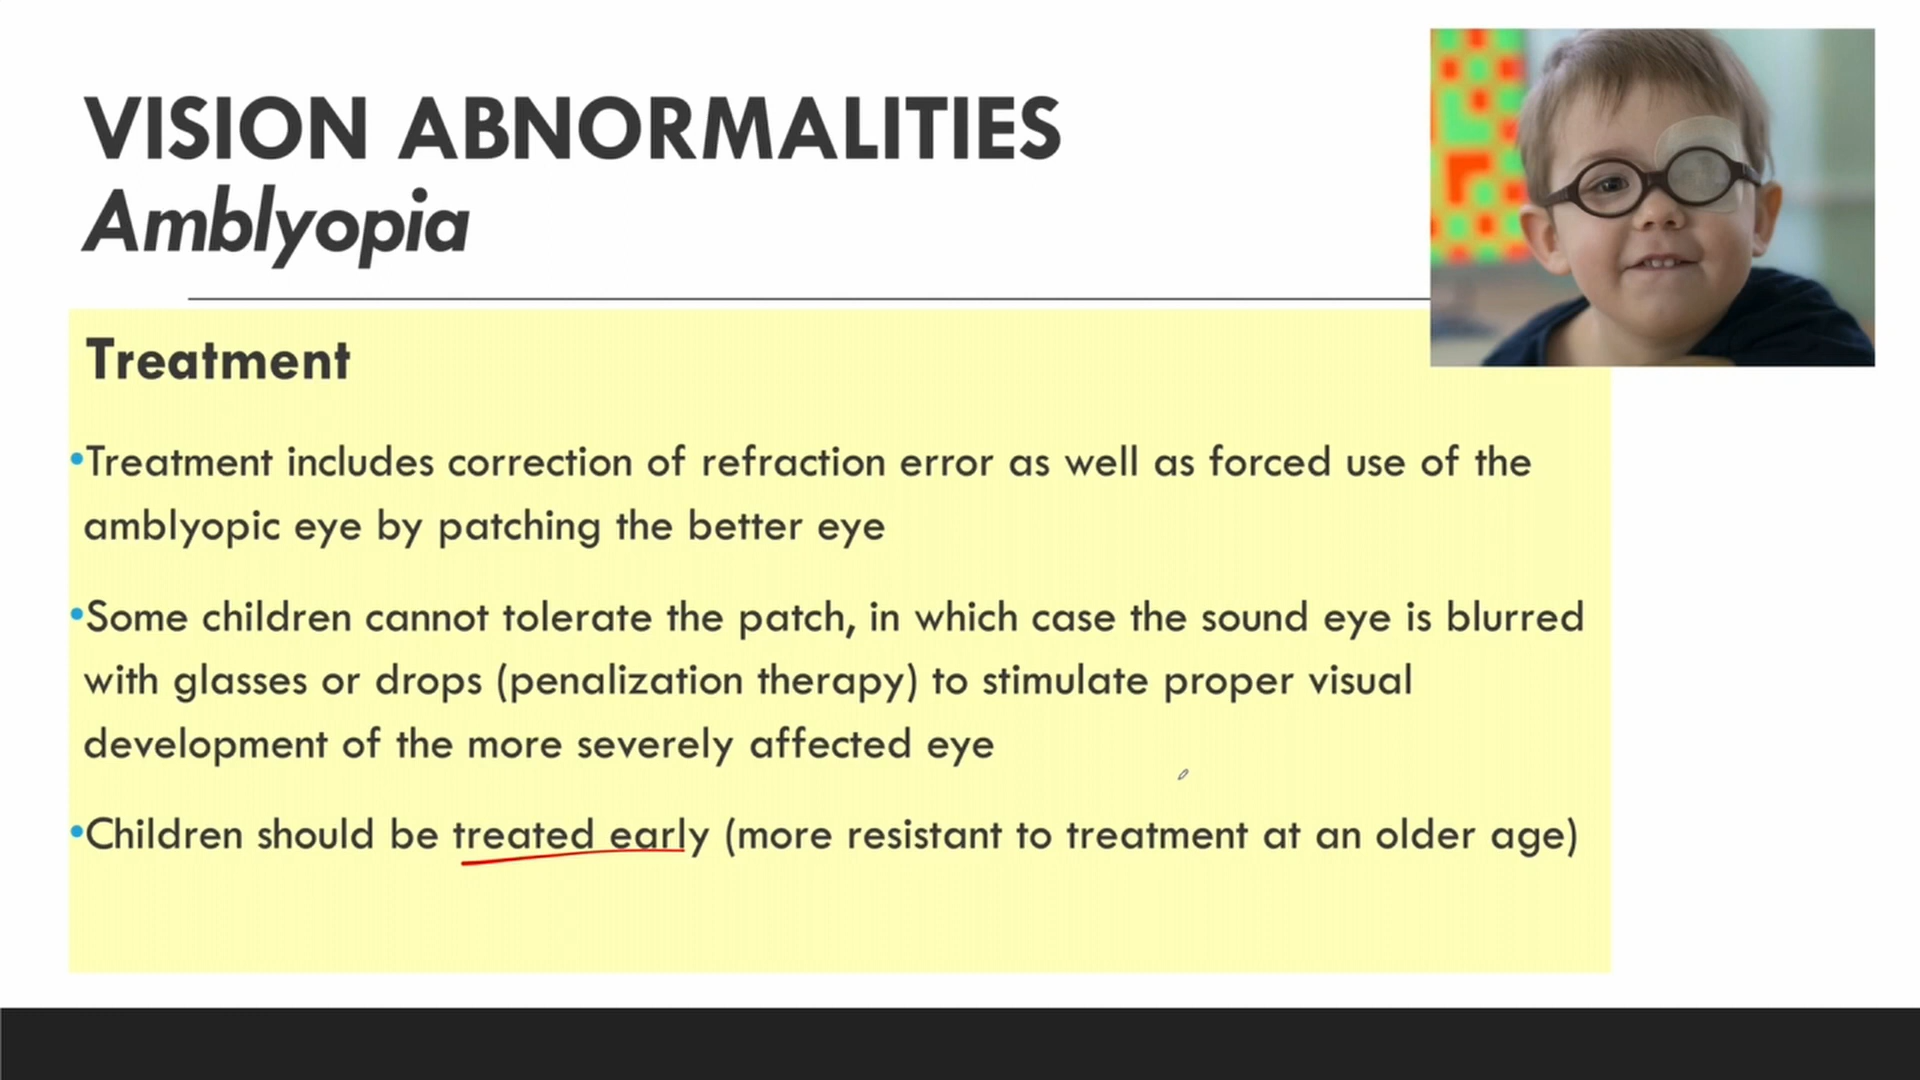 VISION ABNORMALITIES
Amblyopia
Treatment
•Treatment includes correction of refraction error as well as forced use of the
amblyopic eye by patching the better eye
•Some children cannot tolerate the patch, in which case the sound eye is blurred
with glasses or drops (penalization therapy) to stimulate proper visual
development of the more severely affected eye
•Children should be treated early (more resistant to treatment at an older age)